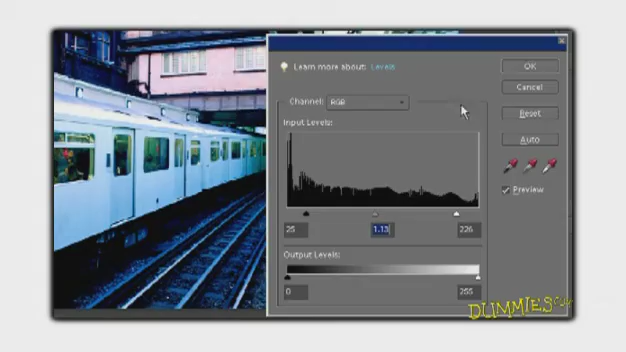 Learn more about: Levels
OK
Cancel
Channel: RGB
Reset
Input Levels:
Auto
Preview
25 1.13 226
Output Levels:
0 255
DUMMIES.com